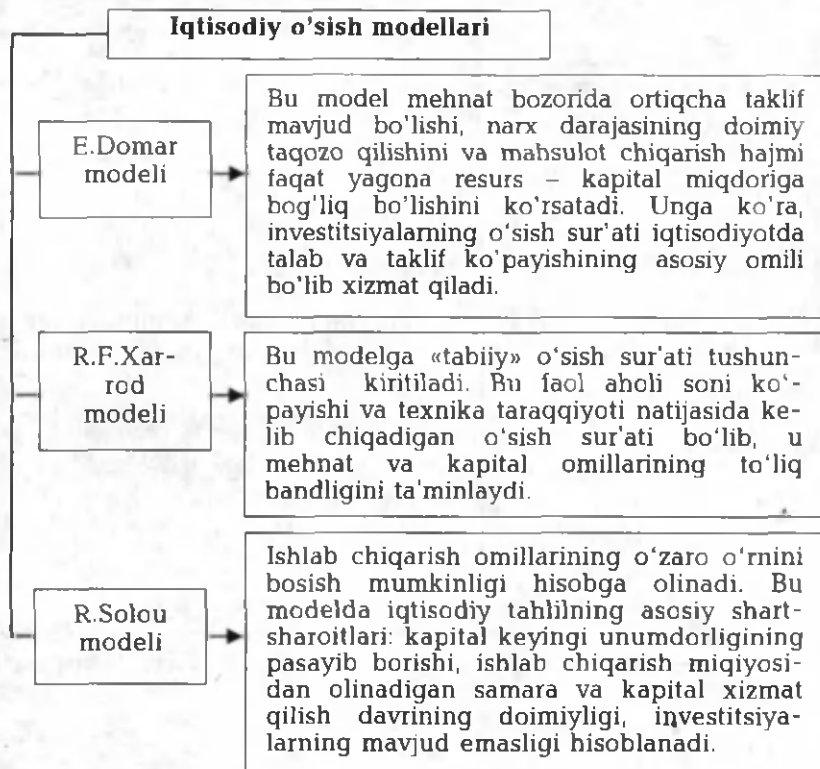 Iqtisodiy o'sish modellari
E.Domar
modeli
Bu model mehnat bozorida ortiqcha taklif
mavjud bo'lishi, narx darajasining doimiy
taqozo qilishini va mahsulot chiqarish hajmi
faqat yagona resurs – kapital miqdoriga
bog'liq bo'lishini ko'rsatadi. Unga ko'ra,
investitsiyalarning o'sish sur'ati iqtisodiyotda
talab va taklif ko'payishining asosiy omili
bo'lib xizmat qiladi.
R.F.Xar-
rod
modeli
Bu modelga «tabiiy» o‘sish sur'ati tushun-
chasi kiritiladi. Bu faol aholi soni ko‘-
payishi va texnika taraqqiyoti natijasida ke-
lib chiqadigan o‘sish sur'ati bo‘lib, u
mehnat va kapital omillarining to‘liq
bandligini ta'minlaydi.
R.Solou
modeli
Ishlab chiqarish omillarining o‘zaro o‘rnini
bosish mumkinligi hisobga olinadi. Bu
modelda iqtisodiy tahlilning asosiy shart-
sharoitlari: kapital keyingi unumdorligining
pasayib borishi, ishlab chiqarish miqiyosi-
dan olinadigan samara va kapital xizmat
qilish davrining doimiyligi, investitsiya-
larning mavjud emasligi hisoblanadi.